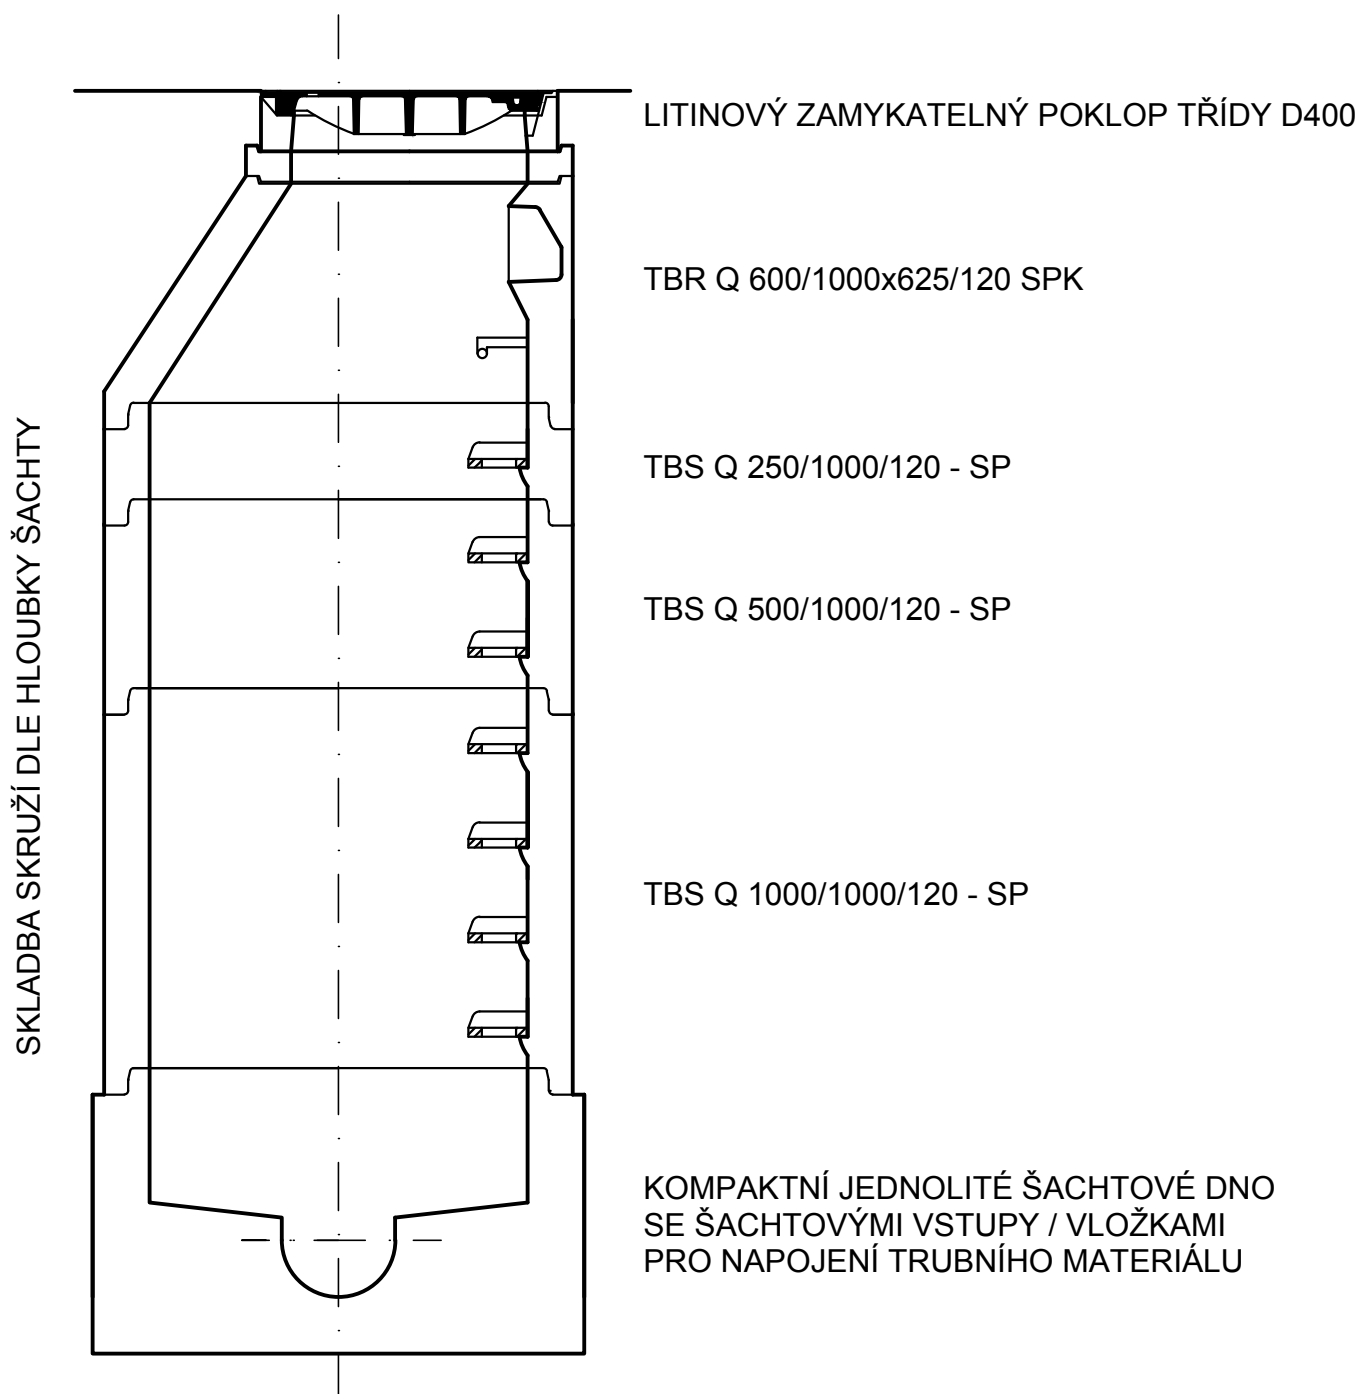 LITINOVÝ ZAMYKATELNÝ POKLOP TŘÍDY D400
TBR Q 600/1000x625/120 SPK
TBS Q 250/1000/120 - SP
TBS Q 500/1000/120 - SP
TBS Q 1000/1000/120 - SP
KOMPAKTNÍ JEDNOLITÉ ŠACHTOVÉ DNO
SE ŠACHTOVÝMI VSTUPY / VLOŽKAMI
PRO NAPOJENÍ TRUBNÍHO MATERIÁLU
SKLADBA SKRUŽÍ DLE HLOUBKY ŠACHTY